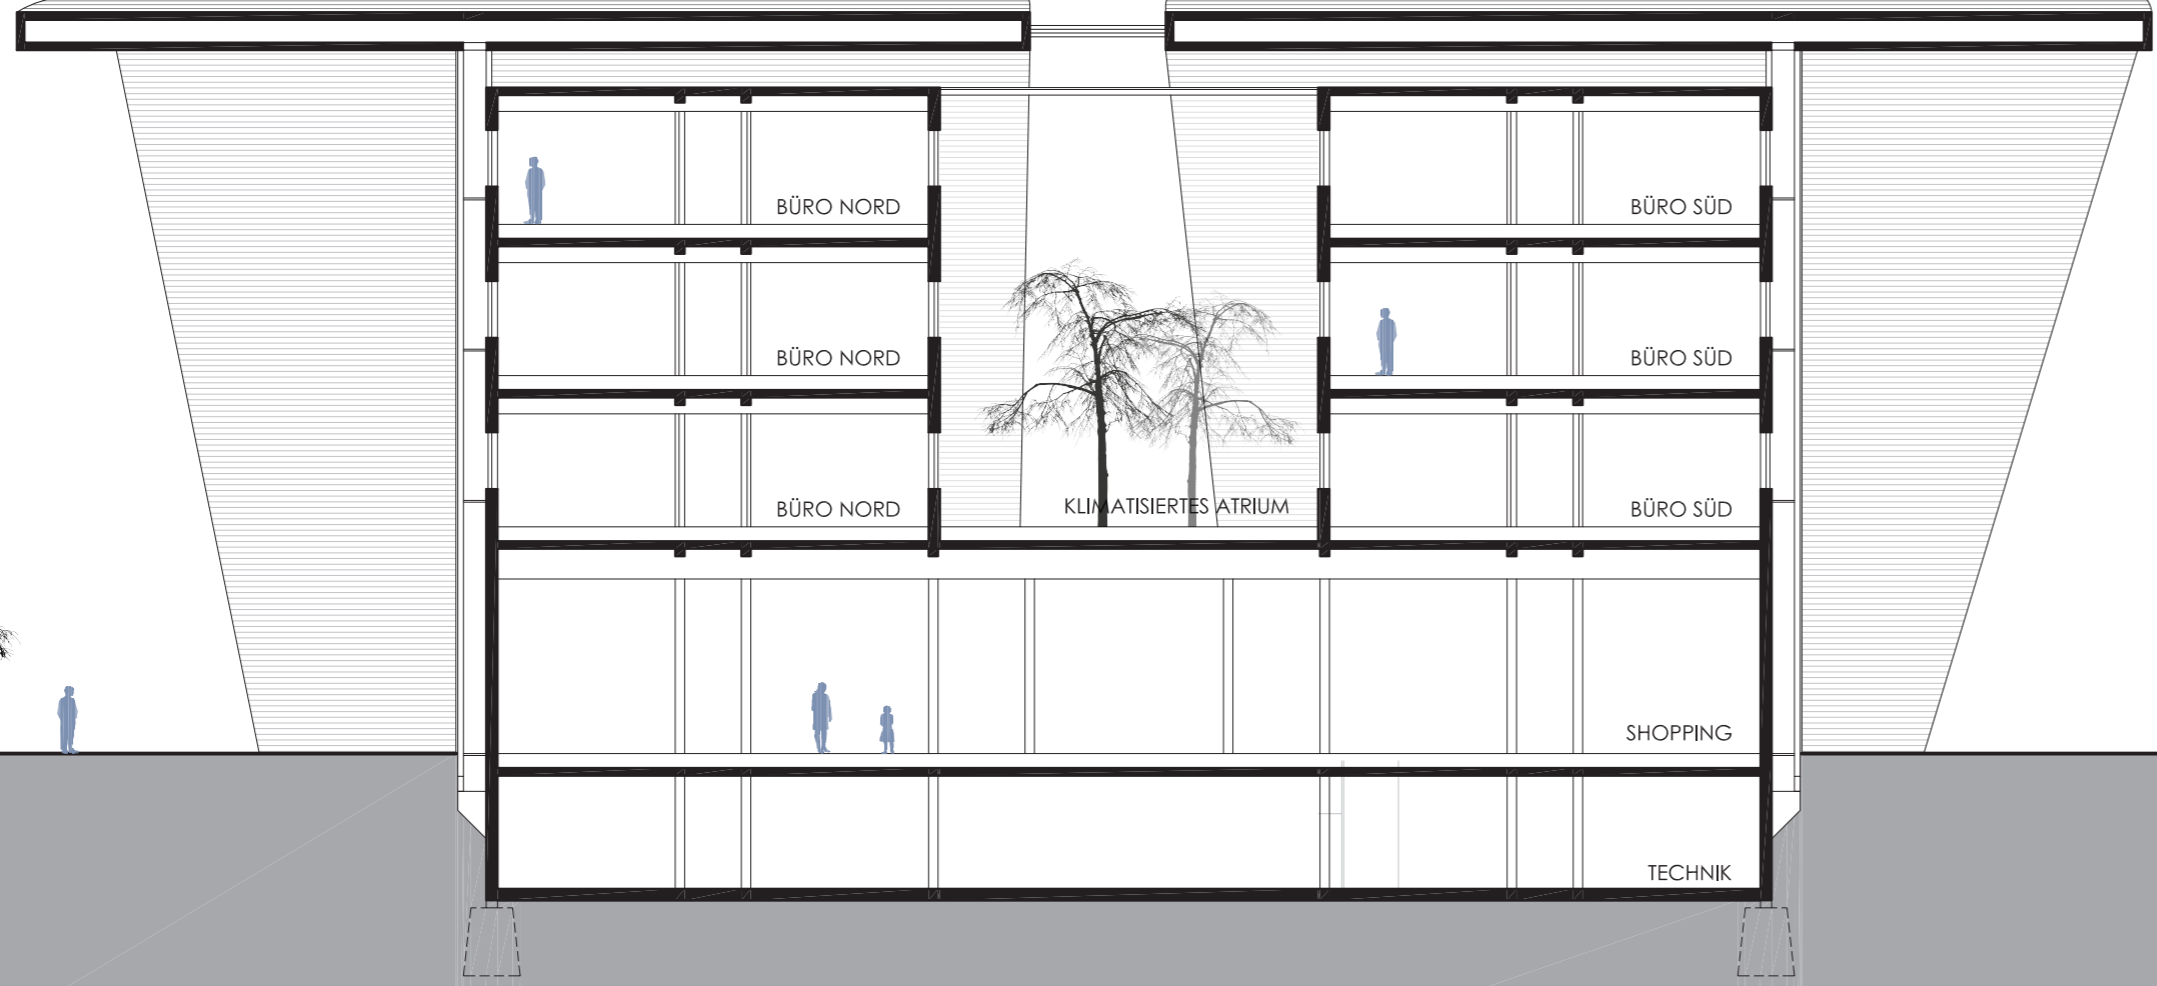 BÜRO NORD
BÜRO SÜD
BÜRO NORD
BÜRO SÜD
BÜRO NORD
KLIMATISIERTES ATRIUM
BÜRO SÜD
SHOPPING
TECHNIK